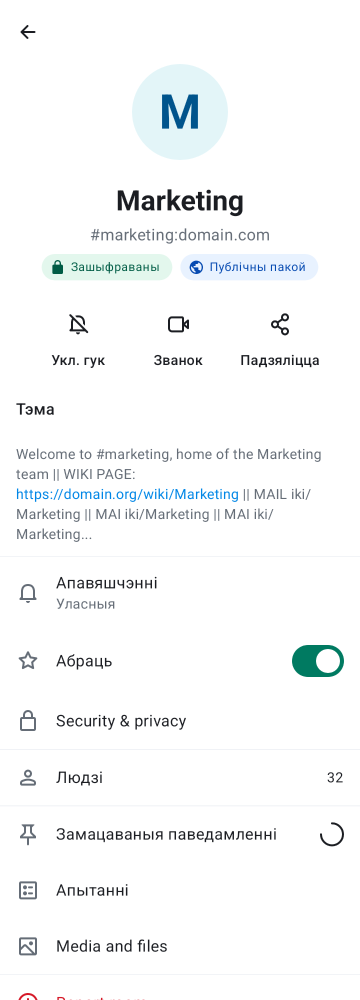 M
Marketing
#marketing:domain.com
Зашыфраваны
Публічны пакой
Укл. гук
Званок
Падзяліцца
Тэма
Welcome to #marketing, home of the Marketing
team || WIKI PAGE:
https://domain.org/wiki/Marketing || MAIL iki/
Marketing || MAI iki/Marketing || MAI iki/
Marketing...
Апавяшчэнні
Уласныя
Абраць
Security & privacy
Людзі
32
Замацаваныя паведамленні
Апытанні
Media and files
Report room